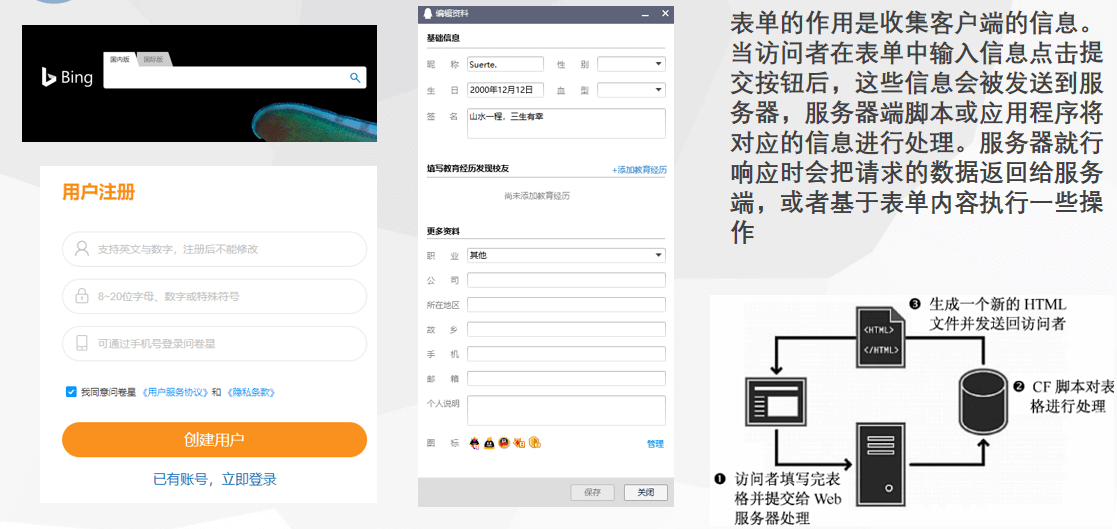 国内版
国际版
Bing
用户注册
支持英文与数字，注册后不能修改
8~20位字母、数字或特殊符号
可通过手机号登录问卷星
我同意问卷星《用户服务协议》和《隐私条款》
创建用户
已有账号，立即登录
编辑资料
基础信息
昵 称 Suerte. 性 别
生 日 2000年12月12日 血 型
签 名 山水一程，三生有幸
填写教育经历发现校友 +添加教育经历
尚未添加教育经历
更多资料
职 业 其他
公 司
所在地区
故 乡
手 机
邮 箱
个人说明
图 标 管理
保存 关闭
表单的作用是收集客户端的信息。
当访问者在表单中输入信息点击提
交按钮后，这些信息会被发送到服
务器，服务器端脚本或应用程序将
对应的信息进行处理。服务器就行
响应时会把请求的数据返回给服务
端，或者基于表单内容执行一些操
作
❸ 生成一个新的 HTML
文件并发送回访问者
<HTML>
</HTML>
❷ CF 脚本对表
格进行处理
❶ 访问者填写完表
格并提交给 Web
服务器处理